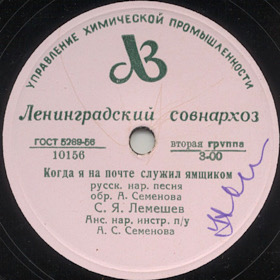 УПРАВЛЕНИЕ ХИМИЧЕСКОЙ ПРОМЫШЛЕННОСТИ
ЛЗ
Ленинградский совнархоз
ГОСТ 5289-56 вторая группа
10156 3-00
Когда я на почте служил ямщиком
русск. нар. песня
обр. А. Семенова
С. Я. Лемешев
Анс. нар. инстр. п/у
А. С. Семенова